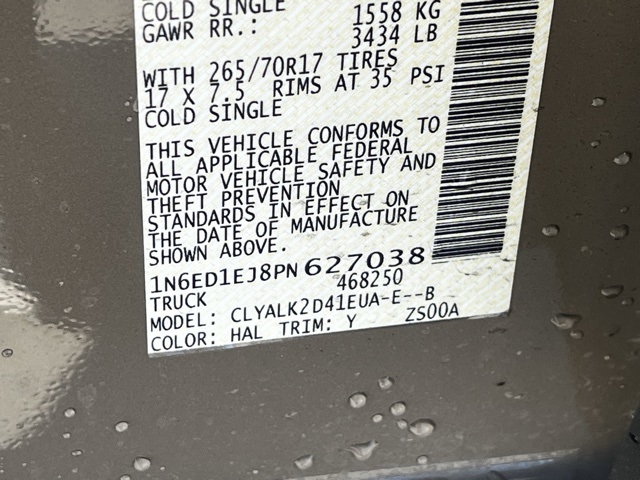 COLD SINGLE 1558 KG
GAWR RR.: 3434 LB
WITH 265/70R17 TIRES
17 X 7.5 RIMS AT 35 PSI
COLD SINGLE
THIS VEHICLE CONFORMS TO
ALL APPLICABLE FEDERAL
MOTOR VEHICLE SAFETY AND
THEFT PREVENTION
STANDARDS IN EFFECT ON
THE DATE OF MANUFACTURE
SHOWN ABOVE.
1N6ED1EJ8PN627038
TRUCK 468250
MODEL: CLYALK2D41EUA-E--B
COLOR: HAL TRIM: Y ZS00A